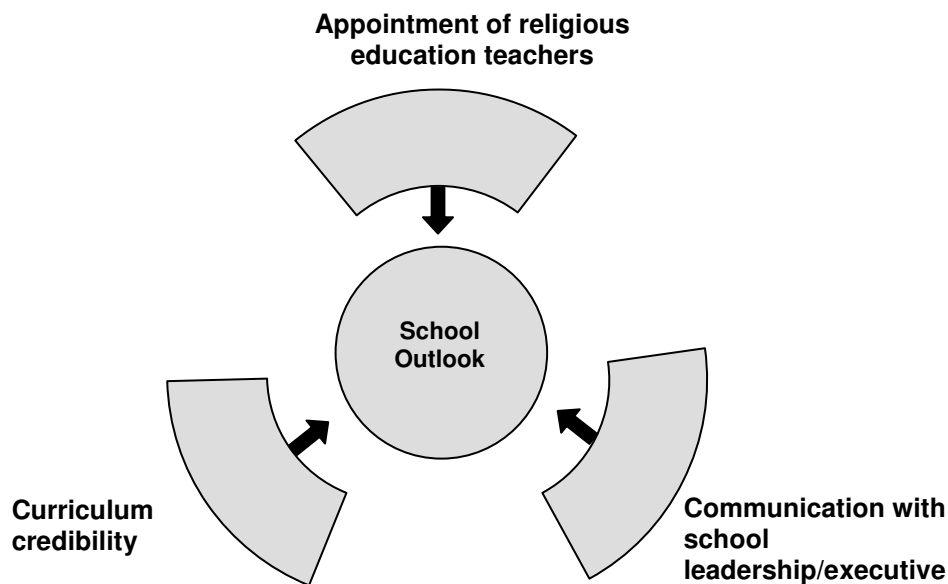 Appointment of religious
education teachers
School
Outlook
Curriculum
credibility
Communication with
school
leadership/executive